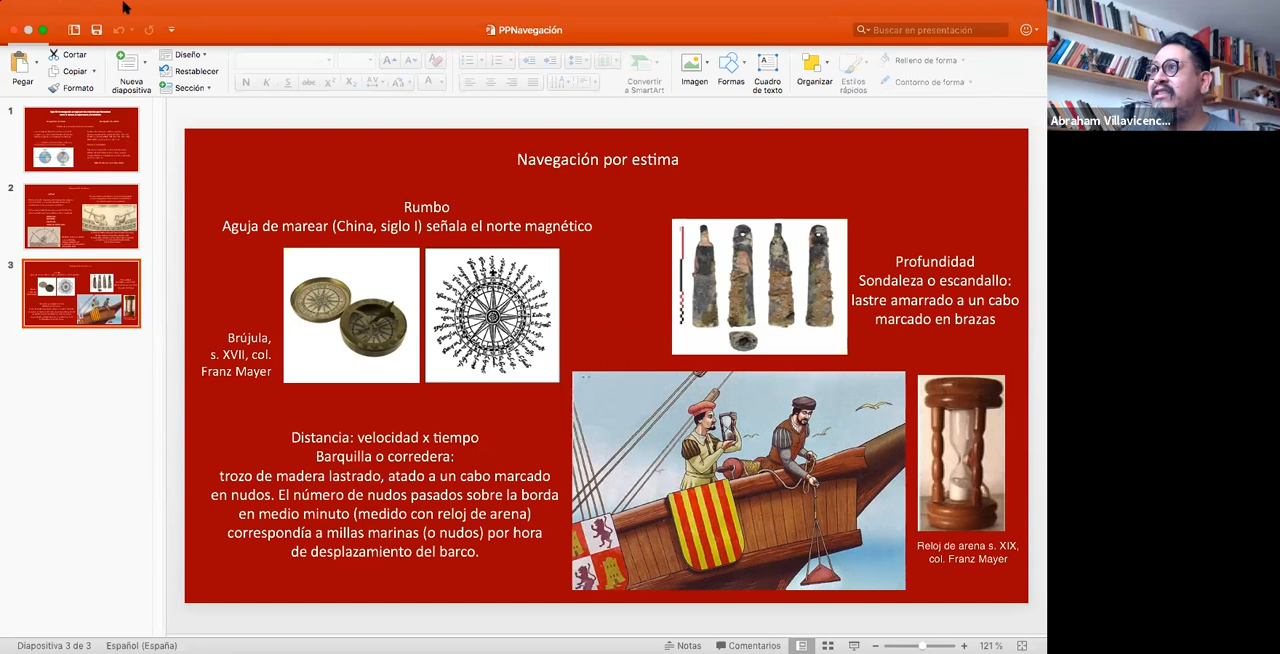 PPNavegación
Buscar en presentación
Pegar
Cortar
Copiar
Formato
Nueva
diapositiva
Diseño
Restablecer
Sección
N K S abc X² X₂
Convertir
a SmartArt
Imagen
Formas
Cuadro
de texto
Organizar
Estilos
rápidos
Relleno de forma
Contorno de forma
Abraham Villavicenc...
1
2
3
Navegación por estima
Rumbo
Aguja de marear (China, siglo I) señala el norte magnético
Brújula,
s. XVII, col.
Franz Mayer
Profundidad
Sondaleza o escandallo:
lastre amarrado a un cabo
marcado en brazas
Distancia: velocidad x tiempo
Barquilla o corredera:
trozo de madera lastrado, atado a un cabo marcado
en nudos. El número de nudos pasados sobre la borda
en medio minuto (medido con reloj de arena)
correspondía a millas marinas (o nudos) por hora
de desplazamiento del barco.
Reloj de arena s. XIX,
col. Franz Mayer
Diapositiva 3 de 3
Español (España)
Notas
Comentarios
121 %